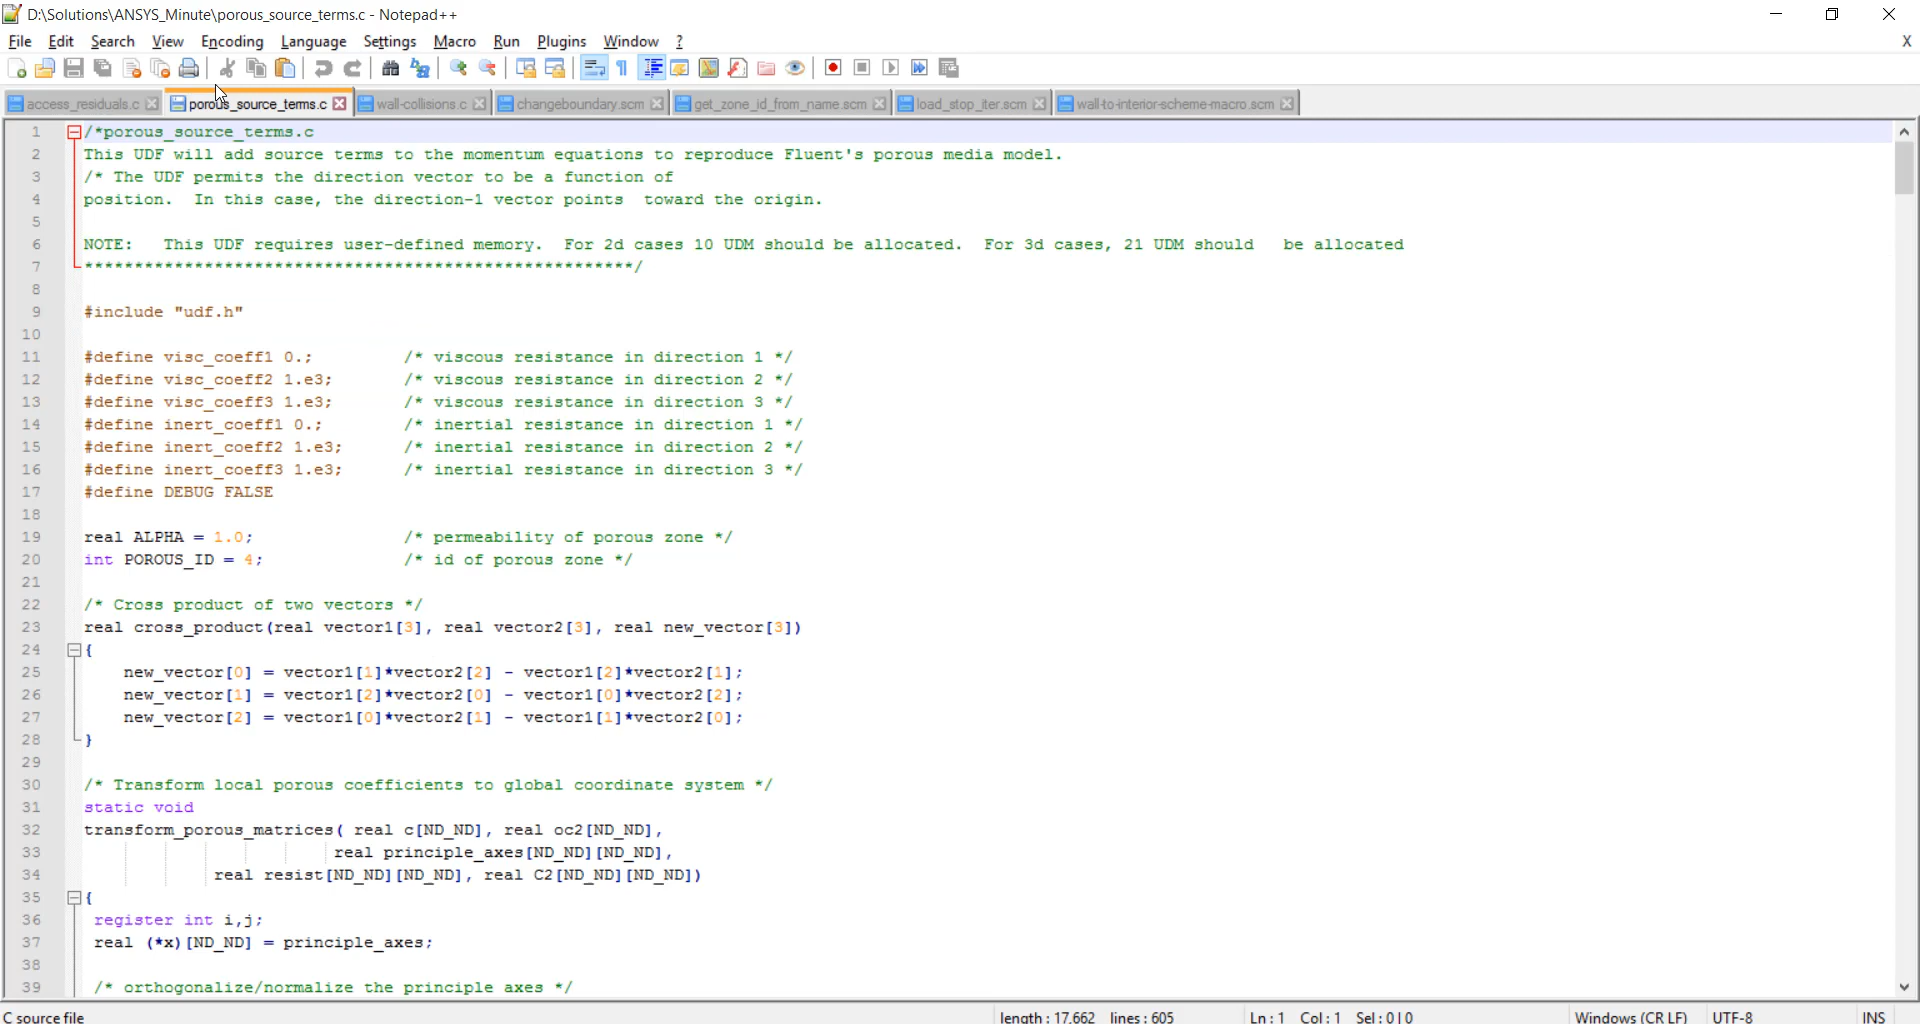 D:\Solutions\ANSYS_Minute\porous_source_terms.c - Notepad++
File Edit Search View Encoding Language Settings Macro Run Plugins Window ? X
access_residuals.c porous_source_terms.c wall-collisions.c changeboundary.scm get_zone_id_from_name.scm load_stop_iter.scm wall-to-interior-scheme-macro.scm
1 /*porous_source_terms.c
2 This UDF will add source terms to the momentum equations to reproduce Fluent's porous media model.
3 /* The UDF permits the direction vector to be a function of
4 position.  In this case, the direction-1 vector points  toward the origin.
5
6 NOTE:   This UDF requires user-defined memory.  For 2d cases 10 UDM should be allocated.  For 3d cases, 21 UDM should   be allocated
7 *******************************************************/
8
9 #include "udf.h"
10
11 #define visc_coeff1 0.;         /* viscous resistance in direction 1 */
12 #define visc_coeff2 1.e3;       /* viscous resistance in direction 2 */
13 #define visc_coeff3 1.e3;       /* viscous resistance in direction 3 */
14 #define inert_coeff1 0.;        /* inertial resistance in direction 1 */
15 #define inert_coeff2 1.e3;      /* inertial resistance in direction 2 */
16 #define inert_coeff3 1.e3;      /* inertial resistance in direction 3 */
17 #define DEBUG FALSE
18
19 real ALPHA = 1.0;               /* permeability of porous zone */
20 int POROUS_ID = 4;              /* id of porous zone */
21
22 /* Cross product of two vectors */
23 real cross_product(real vector1[3], real vector2[3], real new_vector[3])
24 {
25     new_vector[0] = vector1[1]*vector2[2] - vector1[2]*vector2[1];
26     new_vector[1] = vector1[2]*vector2[0] - vector1[0]*vector2[2];
27     new_vector[2] = vector1[0]*vector2[1] - vector1[1]*vector2[0];
28 }
29
30 /* Transform local porous coefficients to global coordinate system */
31 static void
32 transform_porous_matrices( real c[ND_ND], real oc2[ND_ND],
33                          real principle_axes[ND_ND][ND_ND],
34              real resist[ND_ND][ND_ND], real C2[ND_ND][ND_ND])
35 {
36  register int i,j;
37  real (*x)[ND_ND] = principle_axes;
38
39  /* orthogonalize/normalize the principle axes */
C source file length : 17,662 lines : 605 Ln : 1 Col : 1 Sel : 0 | 0 Windows (CR LF) UTF-8 INS